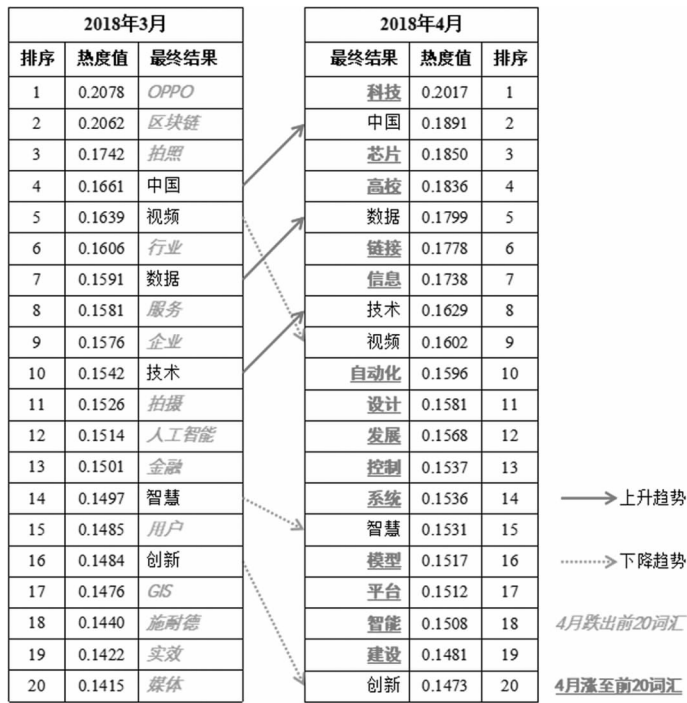 2018年3月 2018年4月
排序 热度值 最终结果 最终结果 热度值 排序
1 0.2078 OPPO 科技 0.2017 1
2 0.2062 区块链 中国 0.1891 2
3 0.1742 拍照 芯片 0.1850 3
4 0.1661 中国 高校 0.1836 4
5 0.1639 视频 数据 0.1799 5
6 0.1606 行业 链接 0.1778 6
7 0.1591 数据 信息 0.1738 7
8 0.1581 服务 技术 0.1629 8
9 0.1576 企业 视频 0.1602 9
10 0.1542 技术 自动化 0.1596 10
11 0.1526 拍摄 设计 0.1581 11
12 0.1514 人工智能 发展 0.1568 12
13 0.1501 金融 控制 0.1537 13
14 0.1497 智慧 系统 0.1536 14 上升趋势
15 0.1485 用户 智慧 0.1531 15
16 0.1484 创新 模型 0.1517 16 下降趋势
17 0.1476 GIS 平台 0.1512 17
18 0.1440 施耐德 智能 0.1508 18 4月跌出前20词汇
19 0.1422 实效 建设 0.1481 19
20 0.1415 媒体 创新 0.1473 20 4月涨至前20词汇